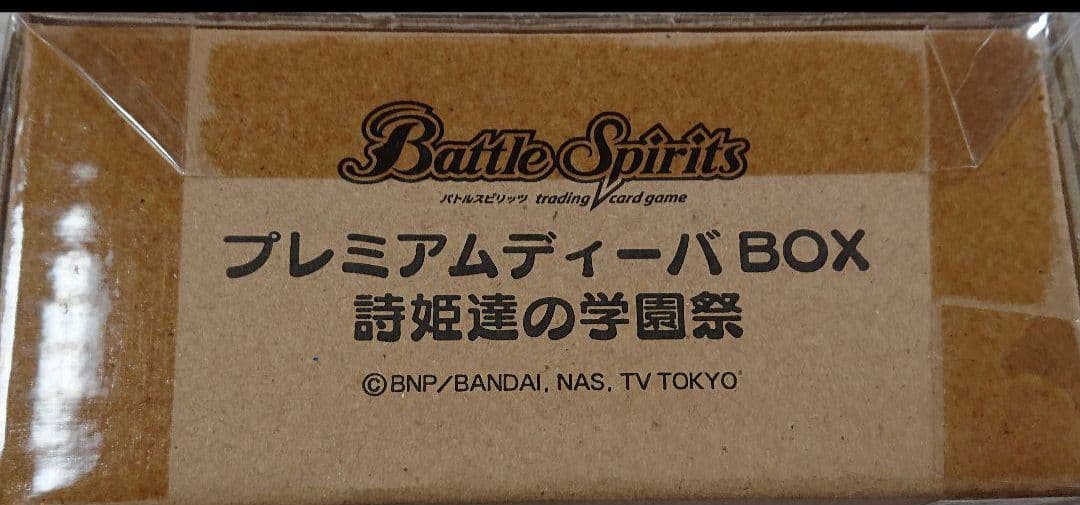 Battle Spirits
バトルスピリッツ trading card game
プレミアムディーバBOX
詩姫達の学園祭
©BNP/BANDAI, NAS, TV TOKYO